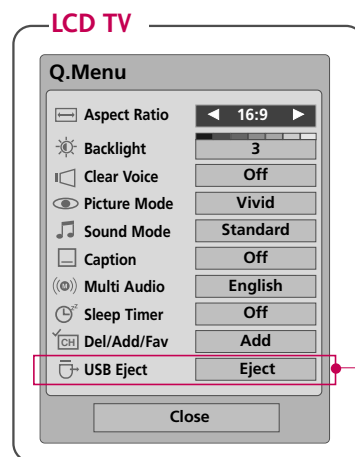 LCD TV
Q.Menu
Aspect Ratio 16:9
Backlight 3
Clear Voice Off
Picture Mode Vivid
Sound Mode Standard
Caption Off
Multi Audio English
Sleep Timer Off
CH Del/Add/Fav Add
USB Eject Eject
Close